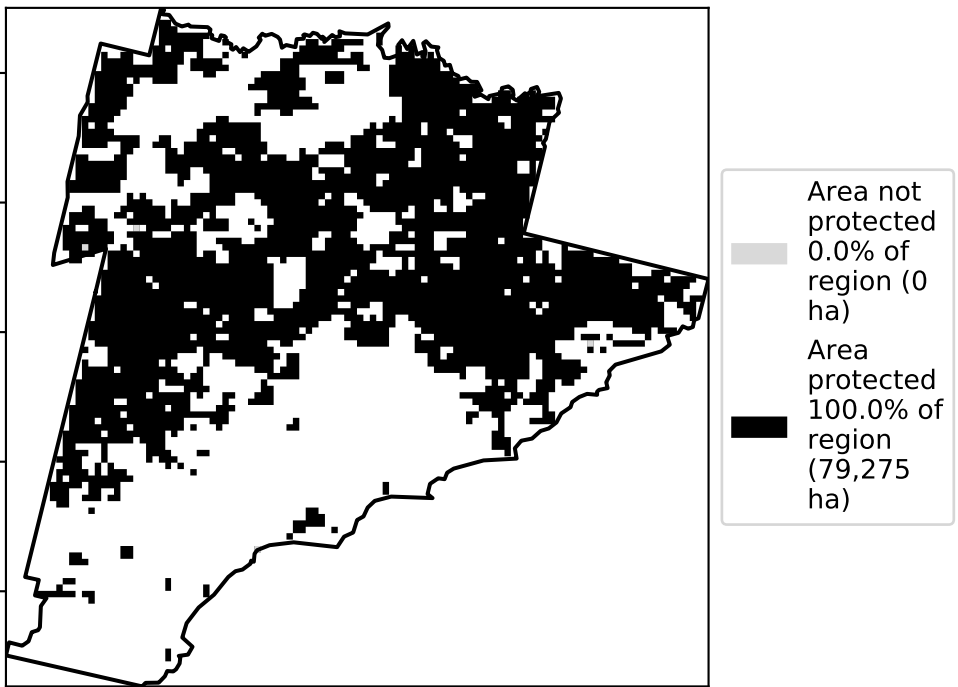 Area not
protected
0.0% of
region (0
ha)
Area
protected
100.0% of
region
(79,275
ha)